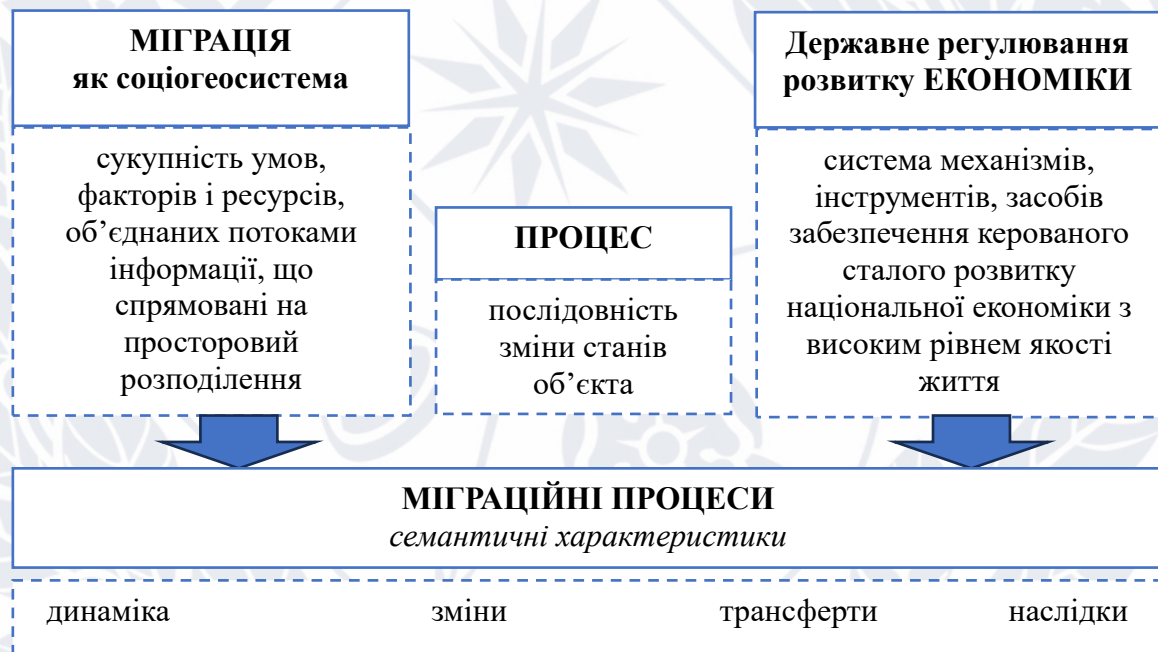 МІГРАЦІЯ
як соціогеосистема
сукупність умов,
факторів і ресурсів,
об’єднаних потоками
інформації, що
спрямовані на
просторовий
розподілення
ПРОЦЕС
послідовність
зміни станів
об’єкта
Державне регулювання
розвитку ЕКОНОМІКИ
система механізмів,
інструментів, засобів
забезпечення керованого
сталого розвитку
національної економіки з
високим рівнем якості
життя
МІГРАЦІЙНІ ПРОЦЕСИ
семантичні характеристики
динаміка зміни трансферти наслідки